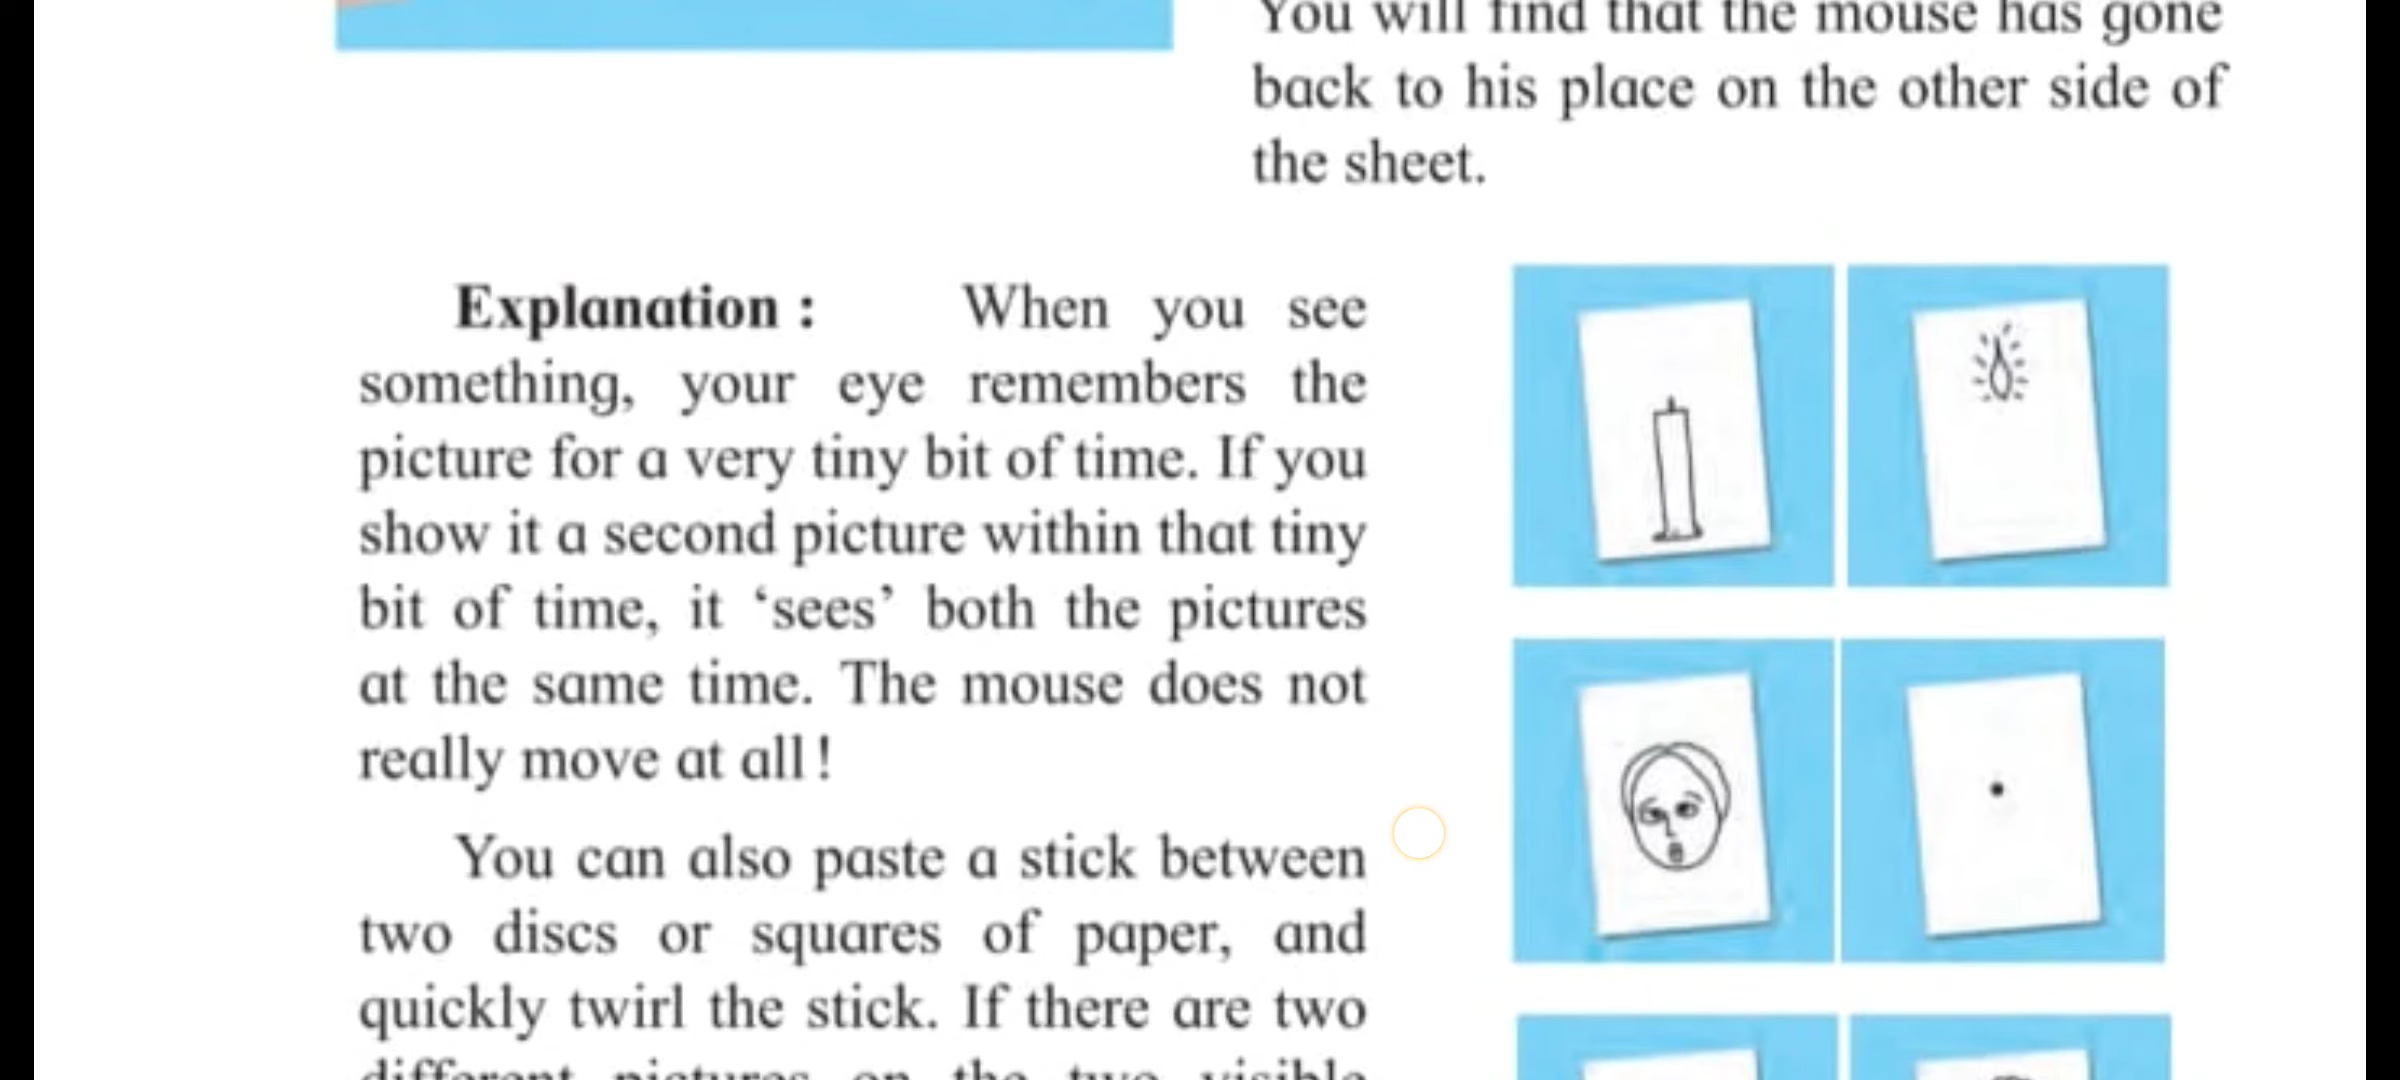 You will find that the mouse has gone
back to his place on the other side of
the sheet.
Explanation : When you see
something, your eye remembers the
picture for a very tiny bit of time. If you
show it a second picture within that tiny
bit of time, it ‘sees’ both the pictures
at the same time. The mouse does not
really move at all !
You can also paste a stick between
two discs or squares of paper, and
quickly twirl the stick. If there are two
different pictures on the two visible